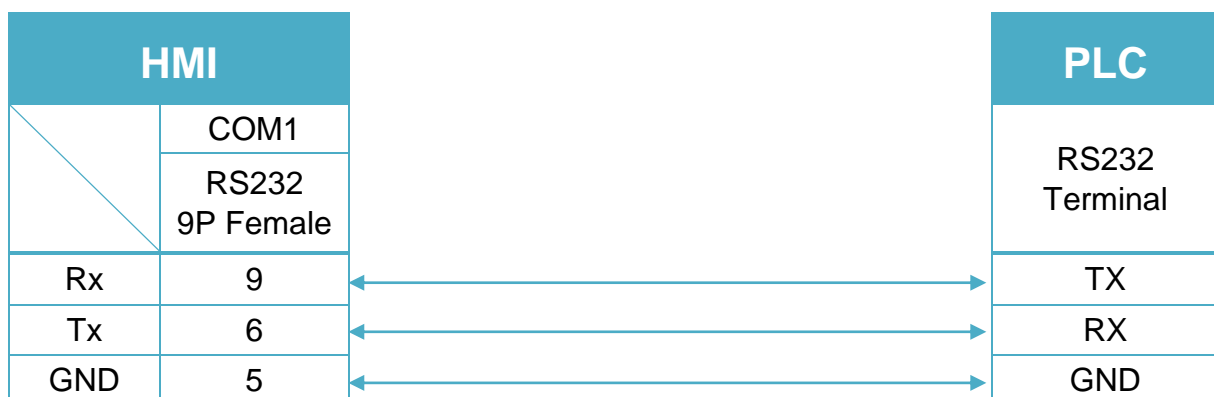 HMI
PLC
COM1
RS232
9P Female
RS232
Terminal
Rx 9 TX
Tx 6 RX
GND 5 GND